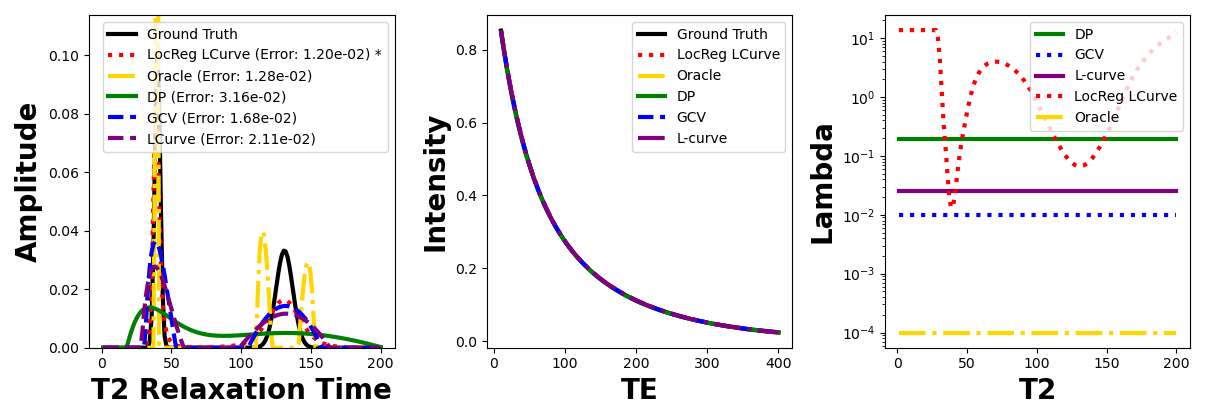 0.10
0.08
0.06
0.04
0.02
0.00
Amplitude
Ground Truth
LocReg LCurve (Error: 1.20e-02) *
Oracle (Error: 1.28e-02)
DP (Error: 3.16e-02)
GCV (Error: 1.68e-02)
LCurve (Error: 2.11e-02)
0 50 100 150 200
T2 Relaxation Time
0.8
0.6
0.4
0.2
0.0
Intensity
Ground Truth
LocReg LCurve
Oracle
DP
GCV
L-curve
0 100 200 300 400
TE
10¹
10⁰
10⁻¹
10⁻²
10⁻³
10⁻⁴
Lambda
DP
GCV
L-curve
LocReg LCurve
Oracle
0 50 100 150 200
T2